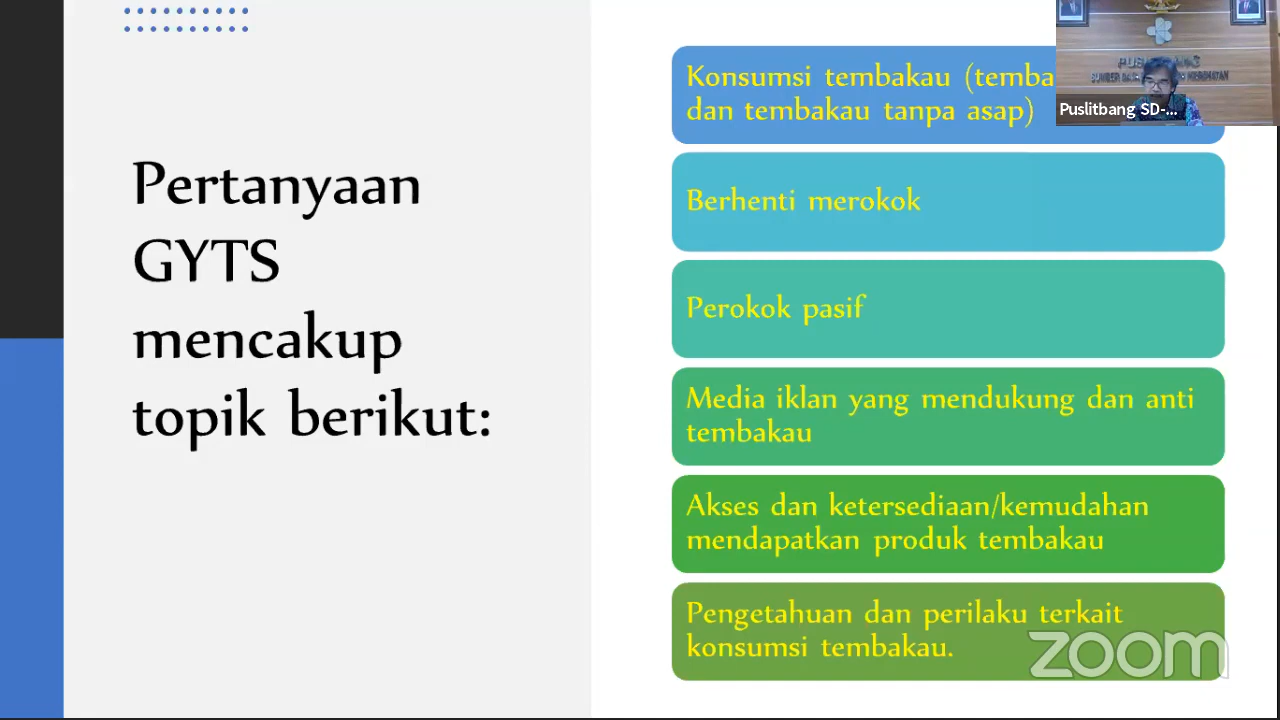 Pertanyaan
GYTS
mencakup
topik berikut:
Konsumsi tembakau
dan tembakau tanpa asap)
Berhenti merokok
Perokok pasif
Media iklan yang mendukung dan anti
tembakau
Akses dan ketersediaan/kemudahan
mendapatkan produk tembakau
Pengetahuan dan perilaku terkait
konsumsi tembakau.
Puslitbang SD-...
zoom